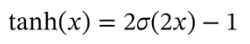 tanh(x) = 2σ(2x) − 1